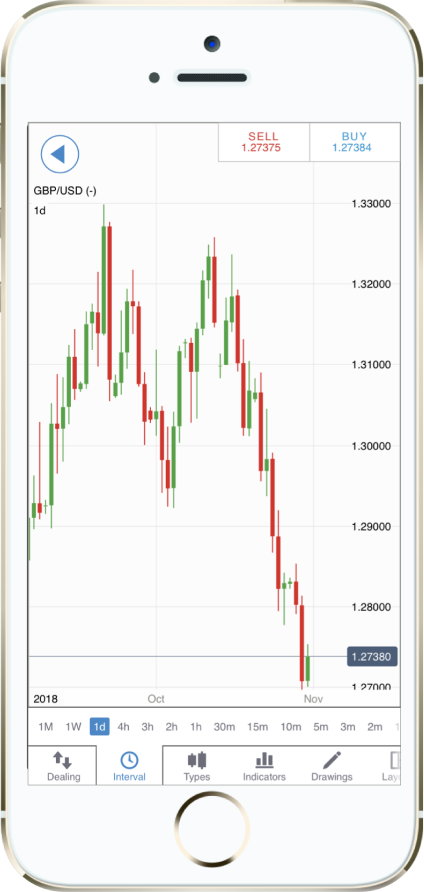 SELL BUY
1.27375 1.27384
GBP/USD (-)
1d
1.33000
1.32000
1.31000
1.30000
1.29000
1.28000
1.27380
1.27000
2018 Oct Nov
1M 1W 1d 4h 3h 2h 1h 30m 15m 10m 5m 3m 2m 1
Dealing Interval Types Indicators Drawings Lay